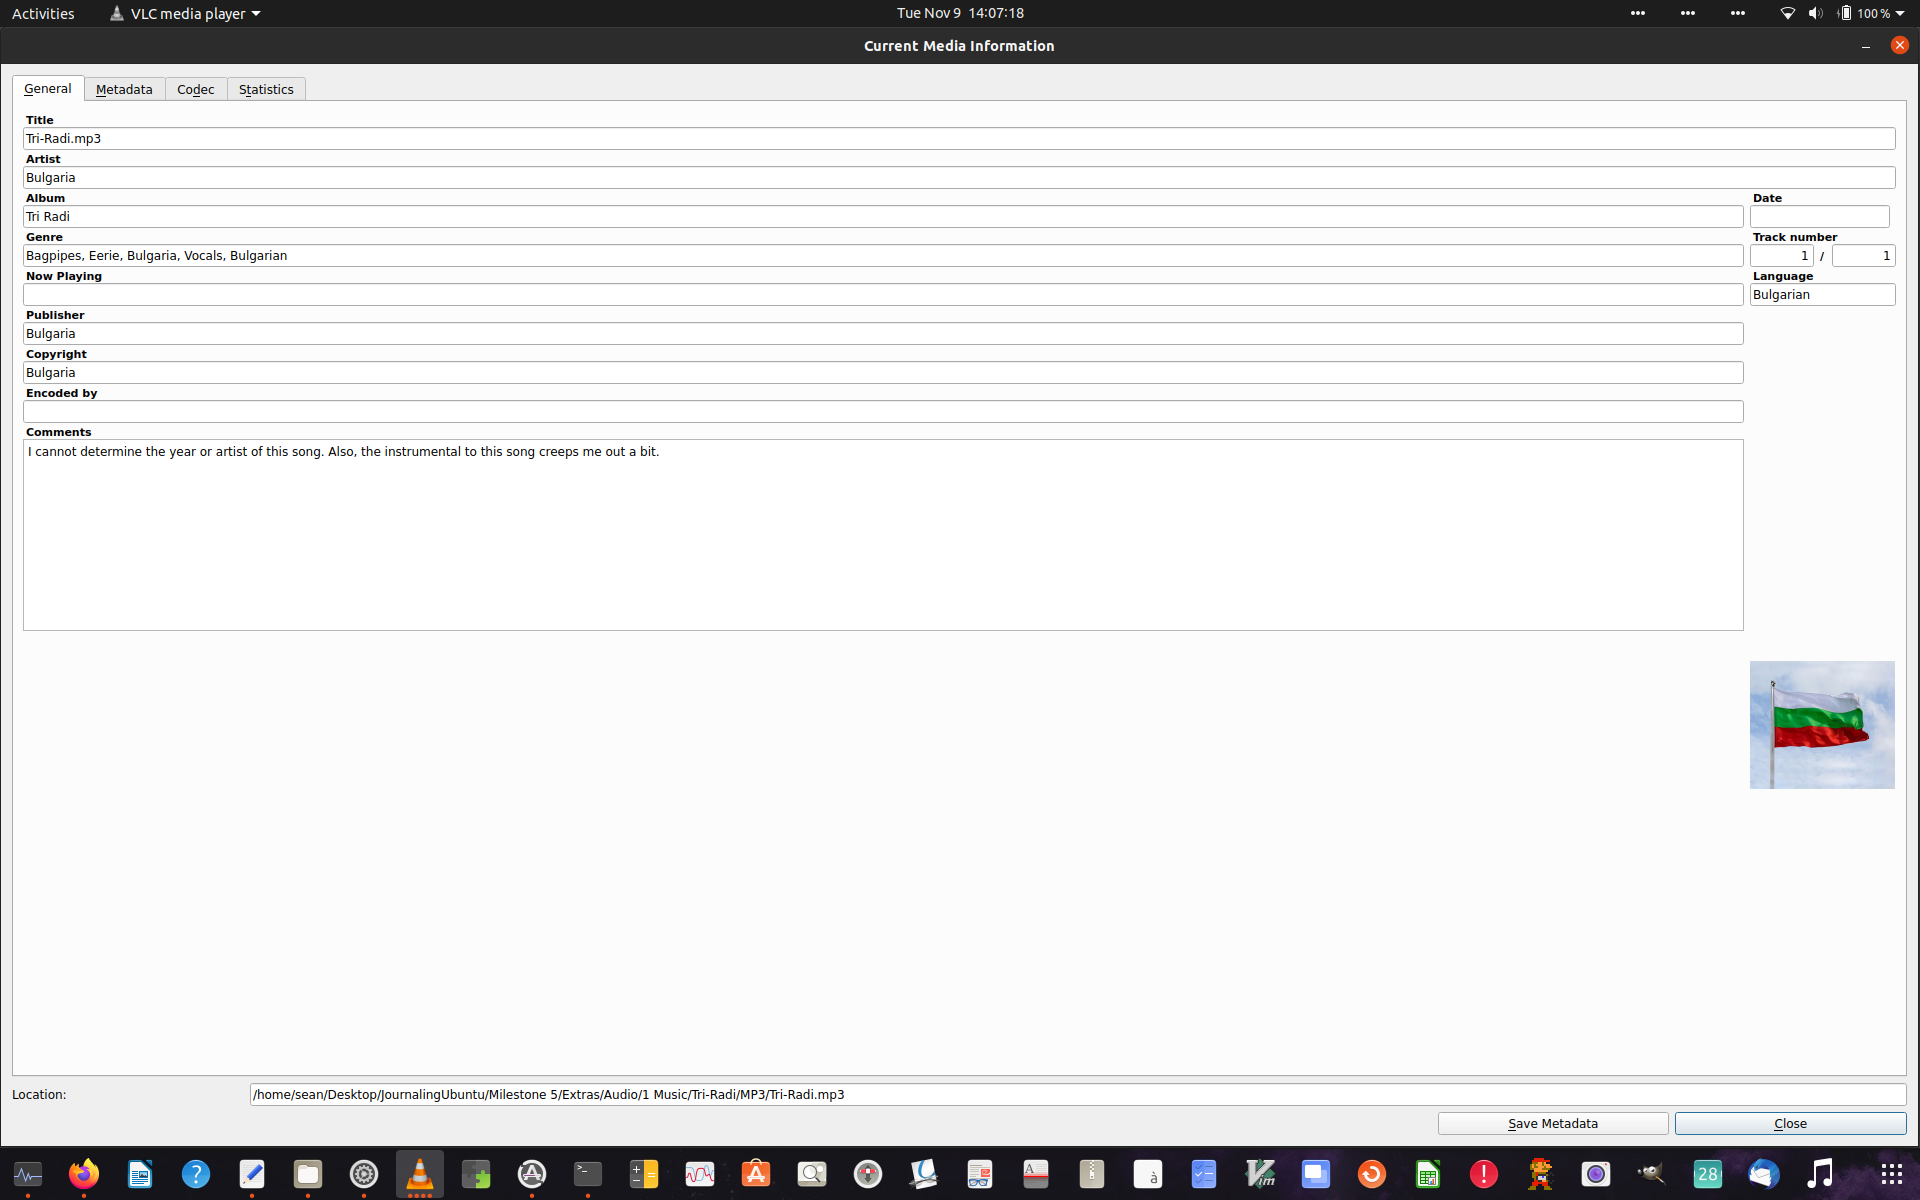 Activities VLC media player Tue Nov 9 14:07:18 100 %
Current Media Information
General Metadata Codec Statistics
Title
Tri-Radi.mp3
Artist
Bulgaria
Album Date
Tri Radi
Genre Track number
Bagpipes, Eerie, Bulgaria, Vocals, Bulgarian 1 / 1
Now Playing Language
Bulgarian
Publisher
Bulgaria
Copyright
Bulgaria
Encoded by
Comments
I cannot determine the year or artist of this song. Also, the instrumental to this song creeps me out a bit.
Location: /home/sean/Desktop/JournalingUbuntu/Milestone 5/Extras/Audio/1 Music/Tri-Radi/MP3/Tri-Radi.mp3
Save Metadata Close
28